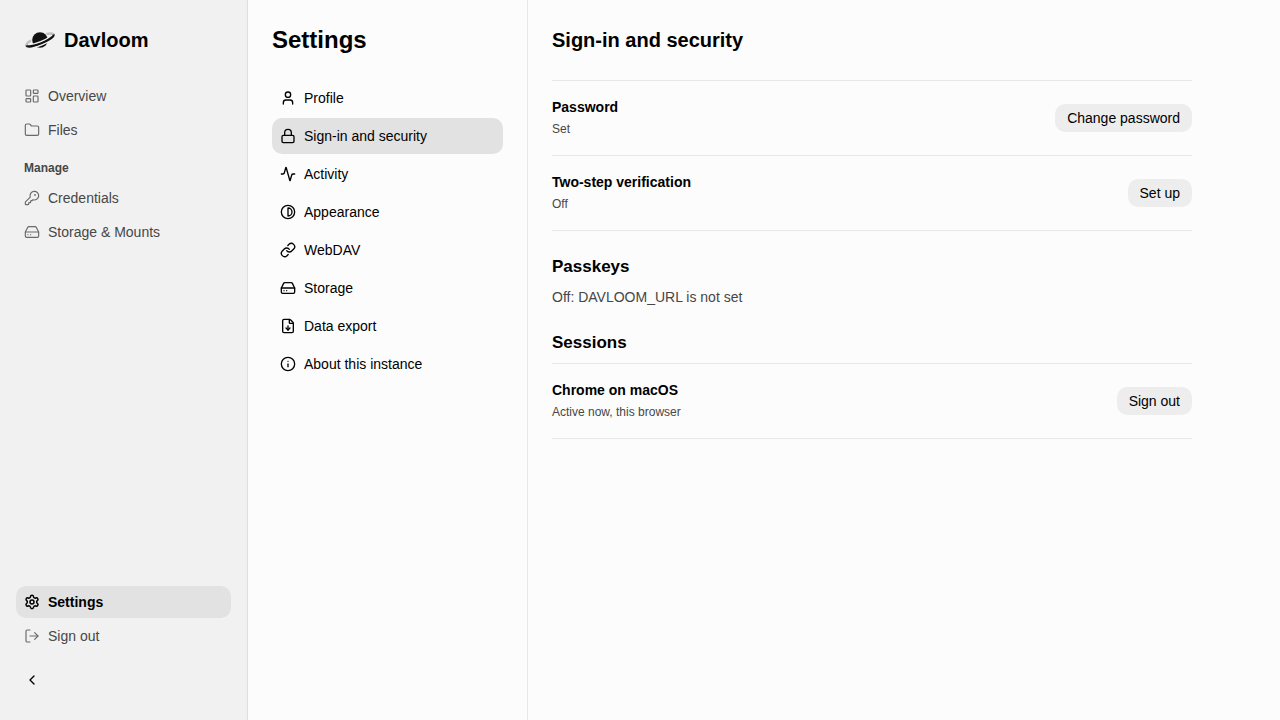 Davloom
Overview
Files
Manage
Credentials
Storage & Mounts
Settings
Sign out
Settings
Profile
Sign-in and security
Activity
Appearance
WebDAV
Storage
Data export
About this instance
Sign-in and security
Password
Set
Change password
Two-step verification
Off
Set up
Passkeys
Off: DAVLOOM_URL is not set
Sessions
Chrome on macOS
Active now, this browser
Sign out